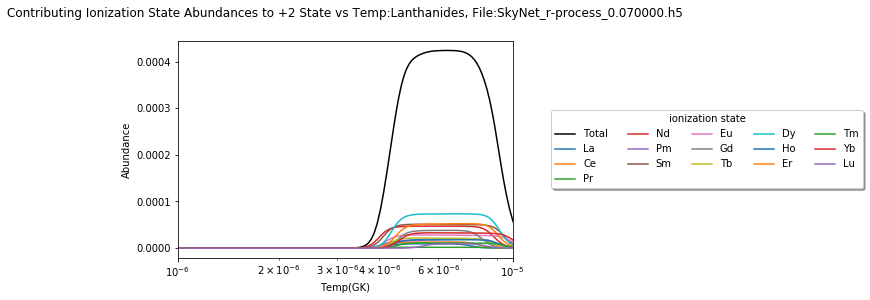 Contributing Ionization State Abundances to +2 State vs Temp:Lanthanides, File:SkyNet_r-process_0.070000.h5
0.0004
0.0003
0.0002
0.0001
0.0000
Abundance
10⁻⁶
2 × 10⁻⁶
3 × 10⁻⁶
4 × 10⁻⁶
6 × 10⁻⁶
10⁻⁵
Temp(GK)
ionization state
Total Nd Eu Dy Tm
La Pm Gd Ho Yb
Ce Sm Tb Er Lu
Pr